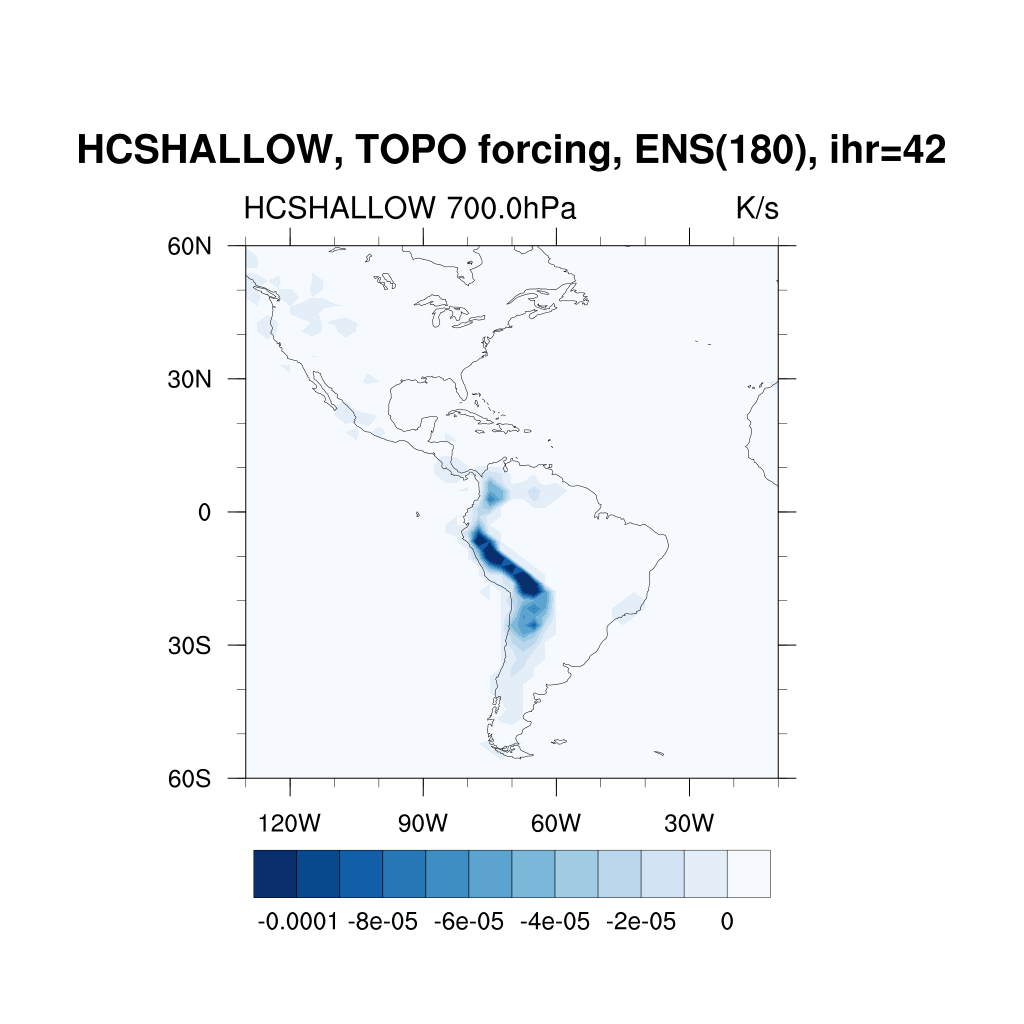 HCSHALLOW, TOPO forcing, ENS(180), ihr=42
HCSHALLOW 700.0hPa K/s
60N
30N
0
30S
60S
120W 90W 60W 30W
-0.0001 -8e-05 -6e-05 -4e-05 -2e-05 0